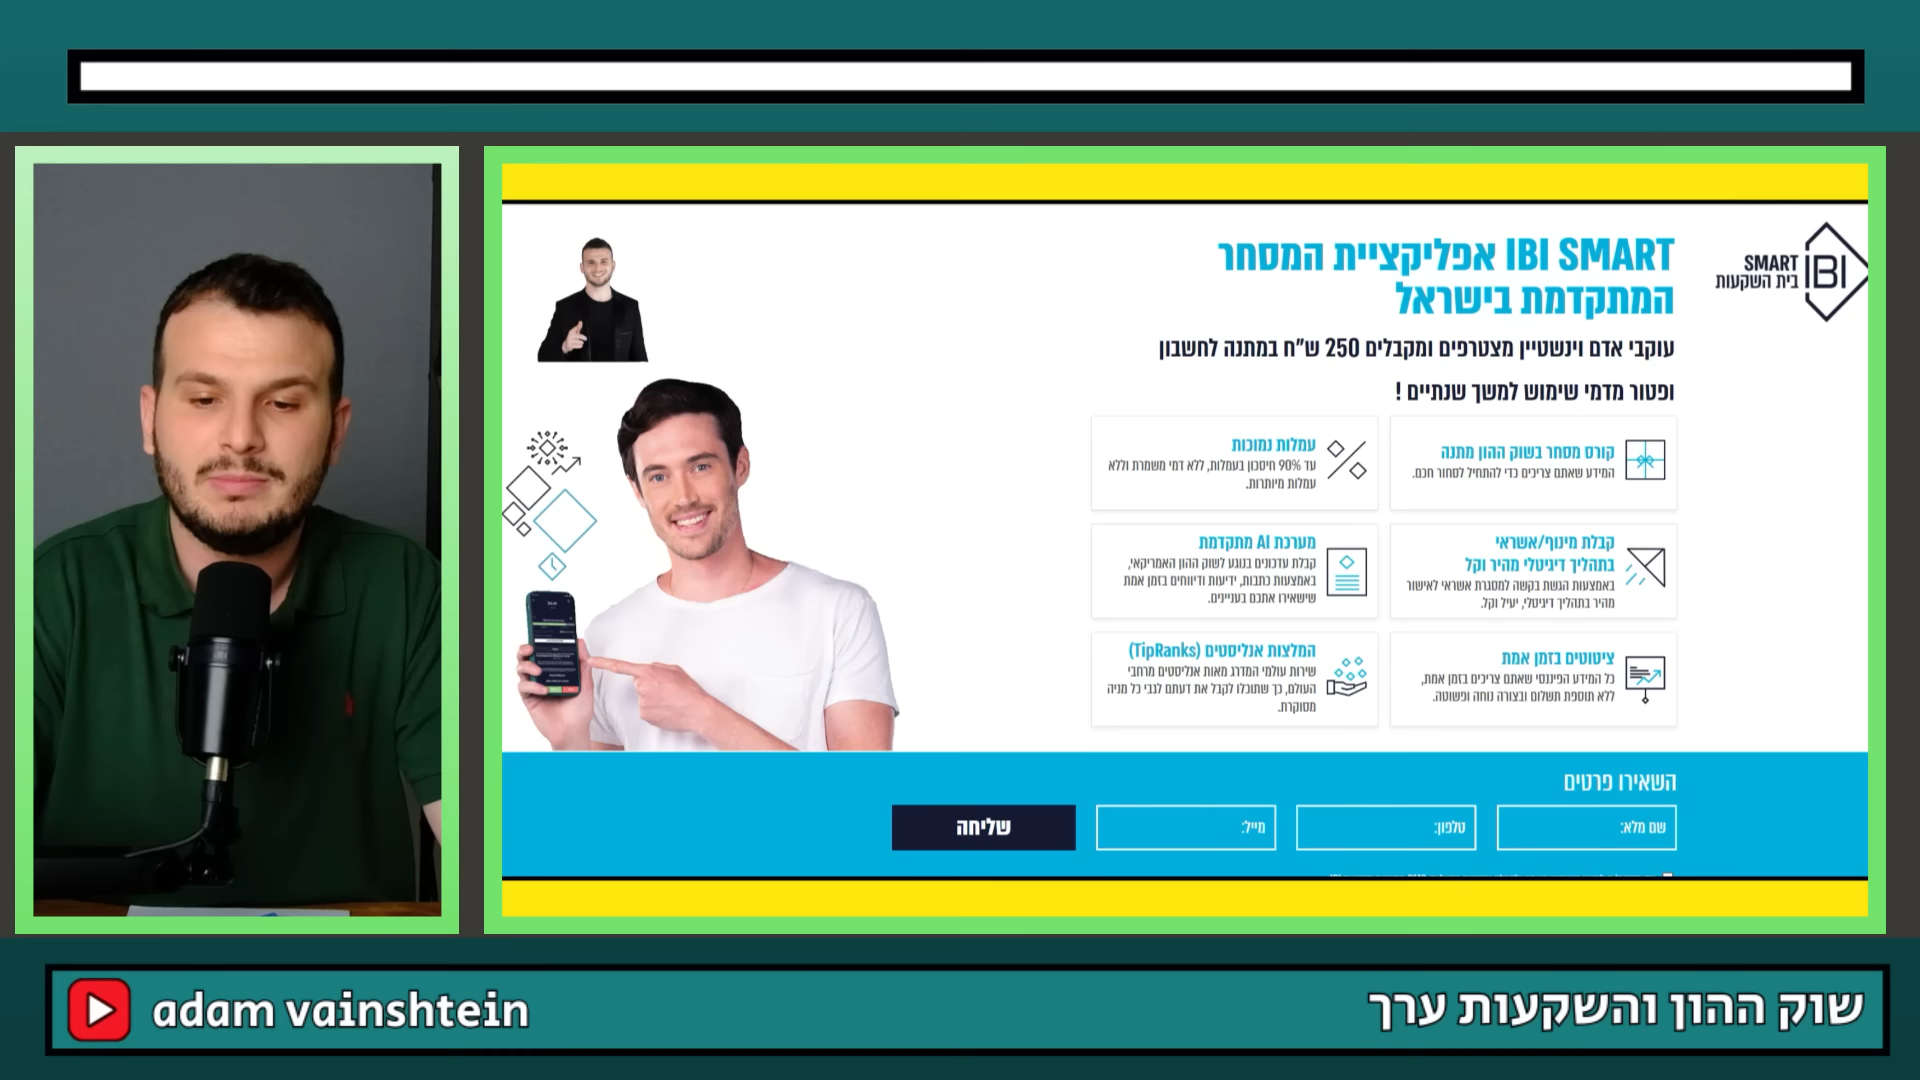 SMART
בית השקעות
IBI
IBI SMART אפליקציית המסחר
המתקדמת בישראל
עוקבי אדם וינשטיין מצטרפים ומקבלים 250 ש"ח במתנה לחשבון
ופטור מדמי שימוש למשך שנתיים !
קורס מסחר בשוק ההון מתנה
המידע שאתם צריכים כדי להתחיל לסחור חכם.
עמלות נמוכות
עד 90% חיסכון בעמלות, ללא דמי משמרת וללא
עמלות מיותרות.
קבלת מינוף/אשראי
בתהליך דיגיטלי מהיר וקל
באמצעות הגשת בקשה למסגרת אשראי לאישור
מהיר בתהליך דיגיטלי, יעיל וקל.
מערכת AI מתקדמת
קבלת עדכונים בנוגע לשוק ההון האמריקאי,
באמצעות כתבות, ידיעות ודיווחים בזמן אמת
שישאירו אתכם בעניינים.
ציטוטים בזמן אמת
כל המידע הפיננסי שאתם צריכים בזמן אמת,
ללא תוספת תשלום ובצורה נוחה ופשוטה.
המלצות אנליסטים (TipRanks)
שירות עולמי המדרג מאות אנליסטים מרחבי
העולם, כך שתוכלו לקבל את דעתם לגבי כל מניה
מסוקרת.
השאירו פרטים
שם מלא:
טלפון:
מייל:
שליחה
adam vainshtein
שוק ההון והשקעות ערך